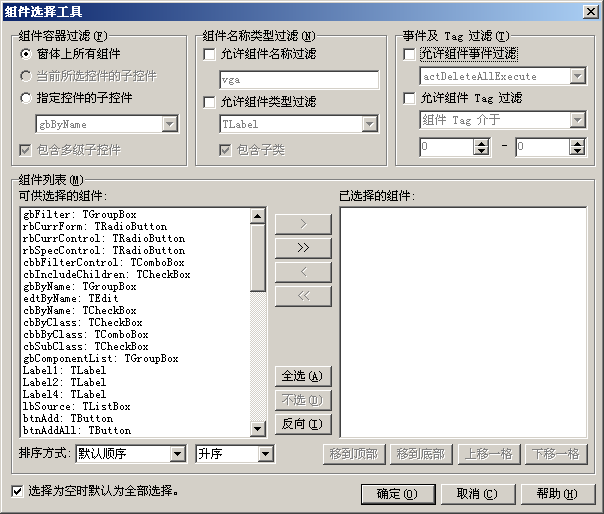 组件选择工具
组件容器过滤(F)
窗体上所有组件
当前所选控件的子控件
指定控件的子控件
gbByName
包含多级子控件
组件名称类型过滤(L)
允许组件名称过滤
vga
允许组件类型过滤
TLabel
包含子类
事件及 Tag 过滤(T)
允许组件事件过滤
actDeleteAllExecute
允许组件 Tag 过滤
组件 Tag 介于
0 - 0
组件列表(M)
可供选择的组件:
gbFilter: TGroupBox
rbCurrForm: TRadioButton
rbCurrControl: TRadioButton
rbSpecControl: TRadioButton
cbbFilterControl: TComboBox
cbIncludeChildren: TCheckBox
gbByName: TGroupBox
edtByName: TEdit
cbByName: TCheckBox
cbByClass: TCheckBox
cbbByClass: TComboBox
cbSubClass: TCheckBox
gbComponentList: TGroupBox
Label1: TLabel
Label2: TLabel
Label4: TLabel
lbSource: TListBox
btnAdd: TButton
btnAddAll: TButton
>
>>
<
<<
全选(A)
不选(D)
反向(I)
已选择的组件:
排序方式: 默认顺序 升序
移到顶部 移到底部 上移一格 下移一格
选择为空时默认为全部选择。
确定(O) 取消(C) 帮助(H)